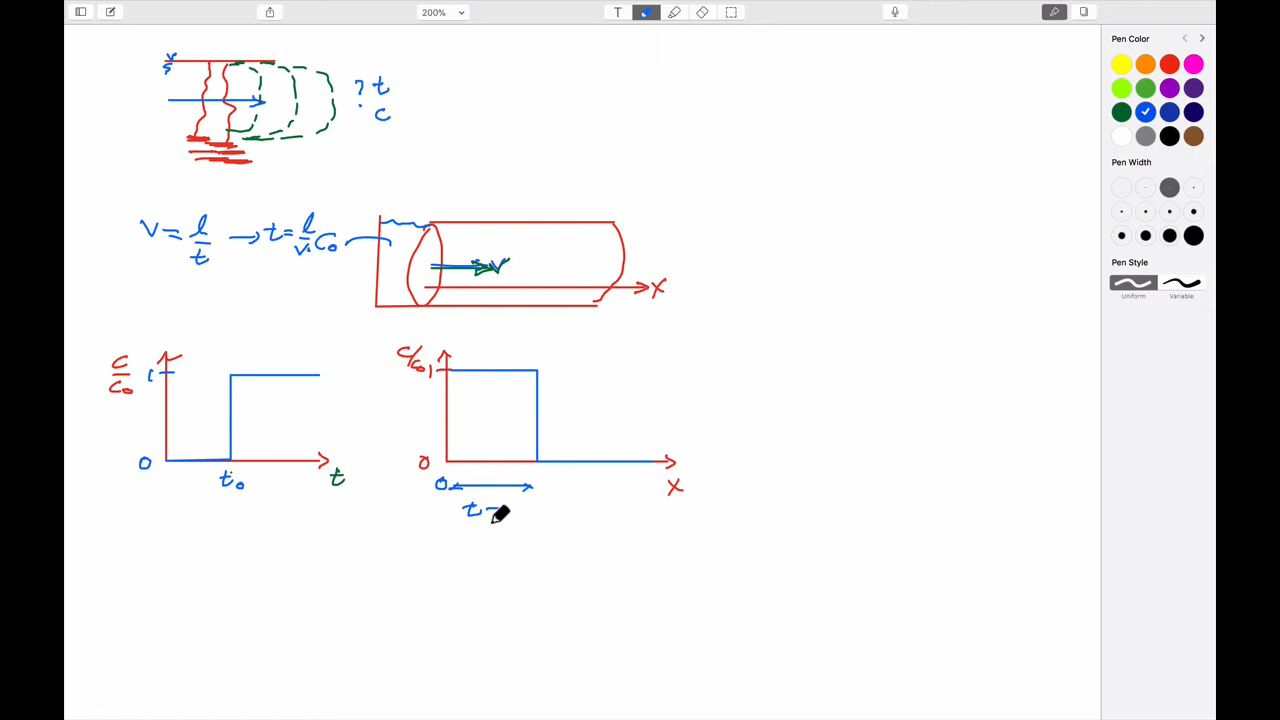 200%
T
Pen Color
Pen Width
Pen Style
Uniform Variable
? t
c
v = l/t → t = l/v
C₀
v
x
C/C₀
1
0
t₀
t
C/C₀
1
0
0
x
t -